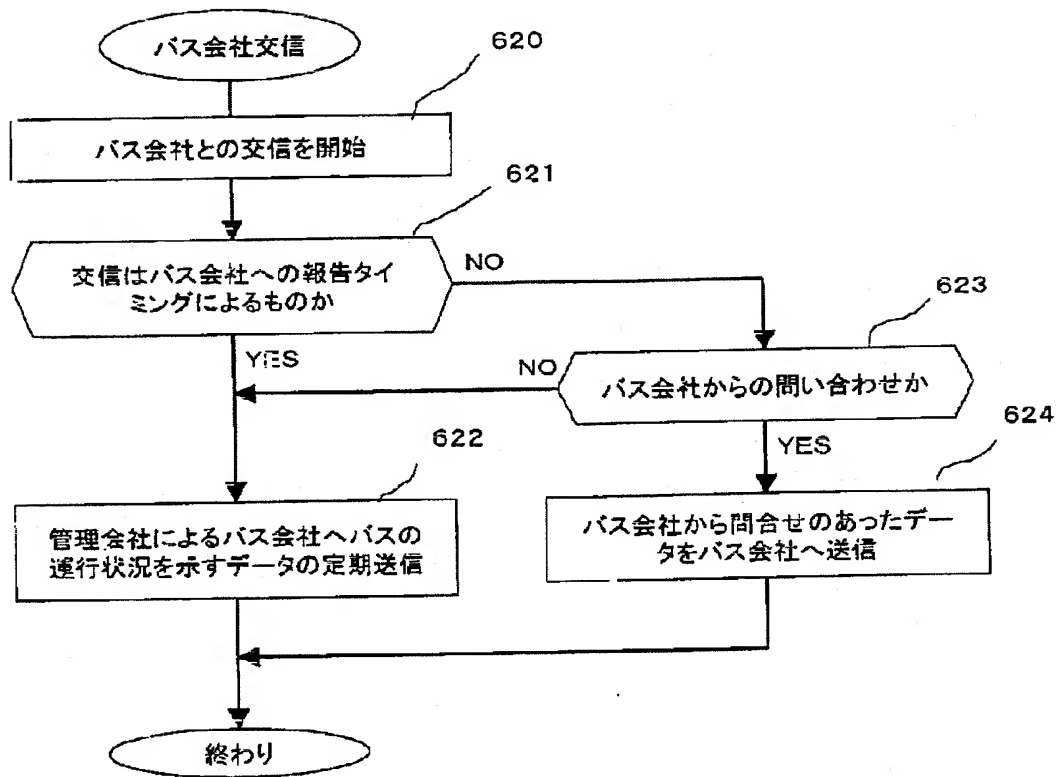 バス会社交信
620
バス会社との交信を開始
621
交信はバス会社への報告タイ
ミングによるものか
NO
623
YES
NO
バス会社からの問い合わせか
622
YES
624
管理会社によるバス会社へバスの
運行状況を示すデータの定期送信
バス会社から問合せのあったデー
タをバス会社へ送信
終わり